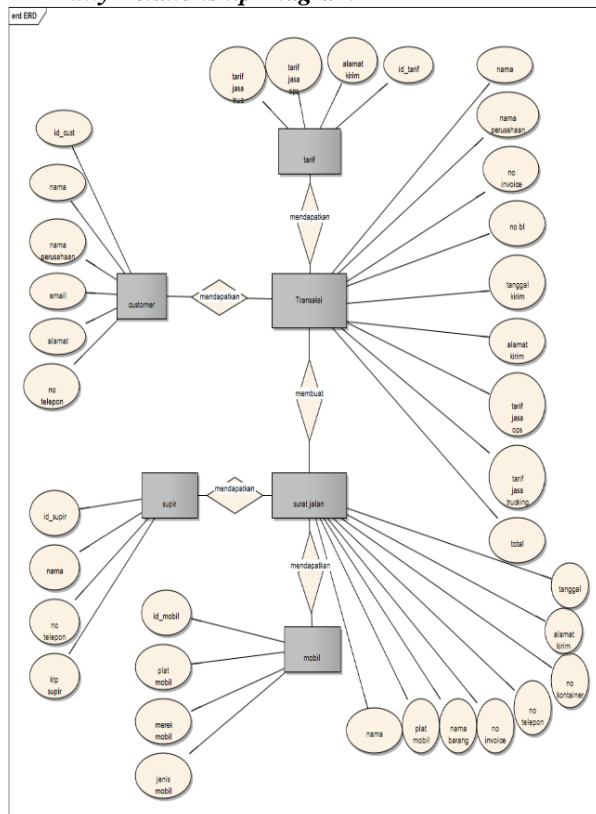 erd ERD
tarif
jasa
ops
alamat
kirim
id_tarif
tarif
jasa
nama
id_cust
nama
perusahaan
tarif
nama
no
invoice
mendapatkan
no bl
nama
perusahaan
email
customer
mendapatkan
Transaksi
tanggal
kirim
alamat
alamat
kirim
no
telepon
membuat
tarif
jasa
ops
tarif
jasa
trucking
supir
mendapatkan
surat jalan
id_supir
total
nama
mendapatkan
tanggal
id_mobil
no
telepon
alamat
kirim
plat
mobil
mobil
no
kontainer
ktp
supir
merek
mobil
nama
plat
mobil
nama
barang
no
invoice
no
telepon
jenis
mobil